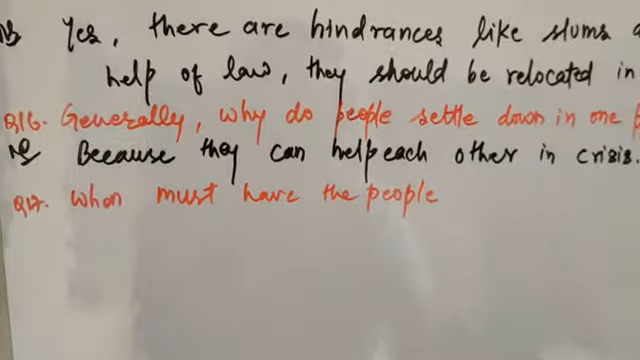 Yes, there are hindrances like slums
help of law, they should be relocated in
Q16. Generally, why do people settle down in one
Because they can help each other in crisis.
Q17. When must have the people